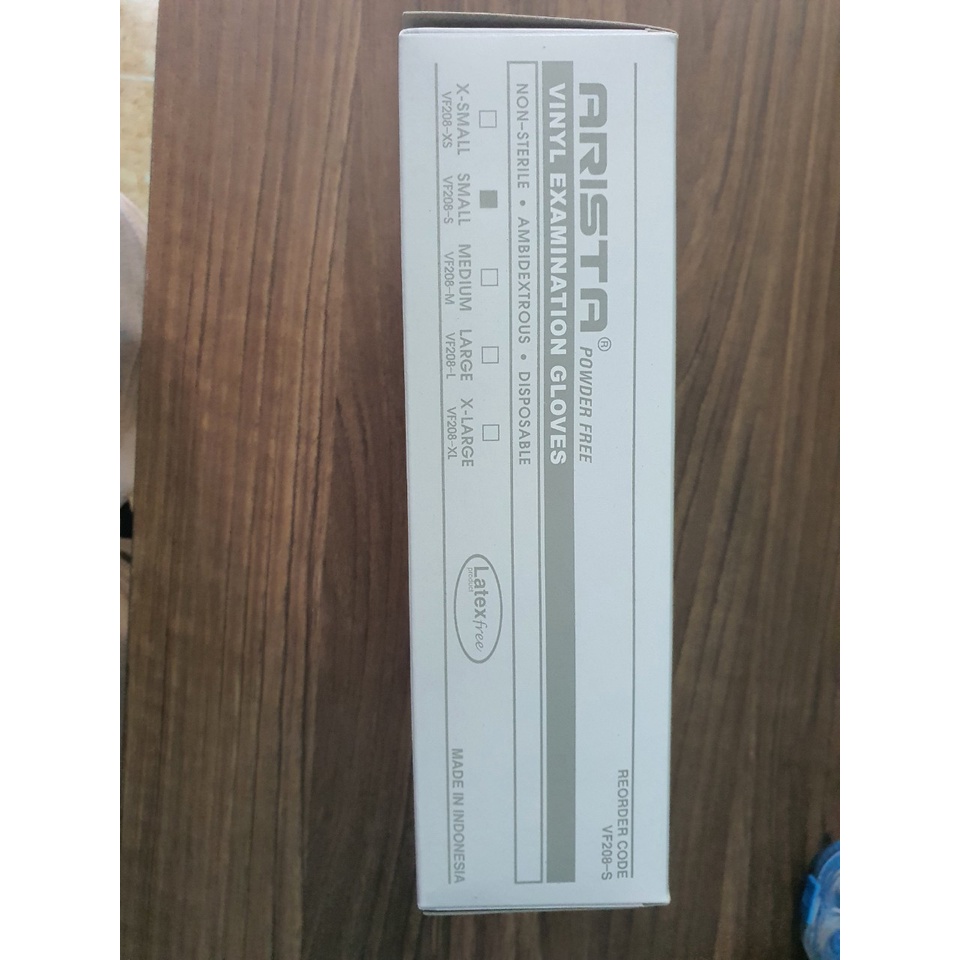 ARISTA® POWDER FREE
VINYL EXAMINATION GLOVES
NON-STERILE • AMBIDEXTROUS • DISPOSABLE
X-SMALL SMALL MEDIUM LARGE X-LARGE
VF208-XS VF208-S VF208-M VF208-L VF208-XL
Latex free
product
REORDER CODE
VF208-S
MADE IN INDONESIA